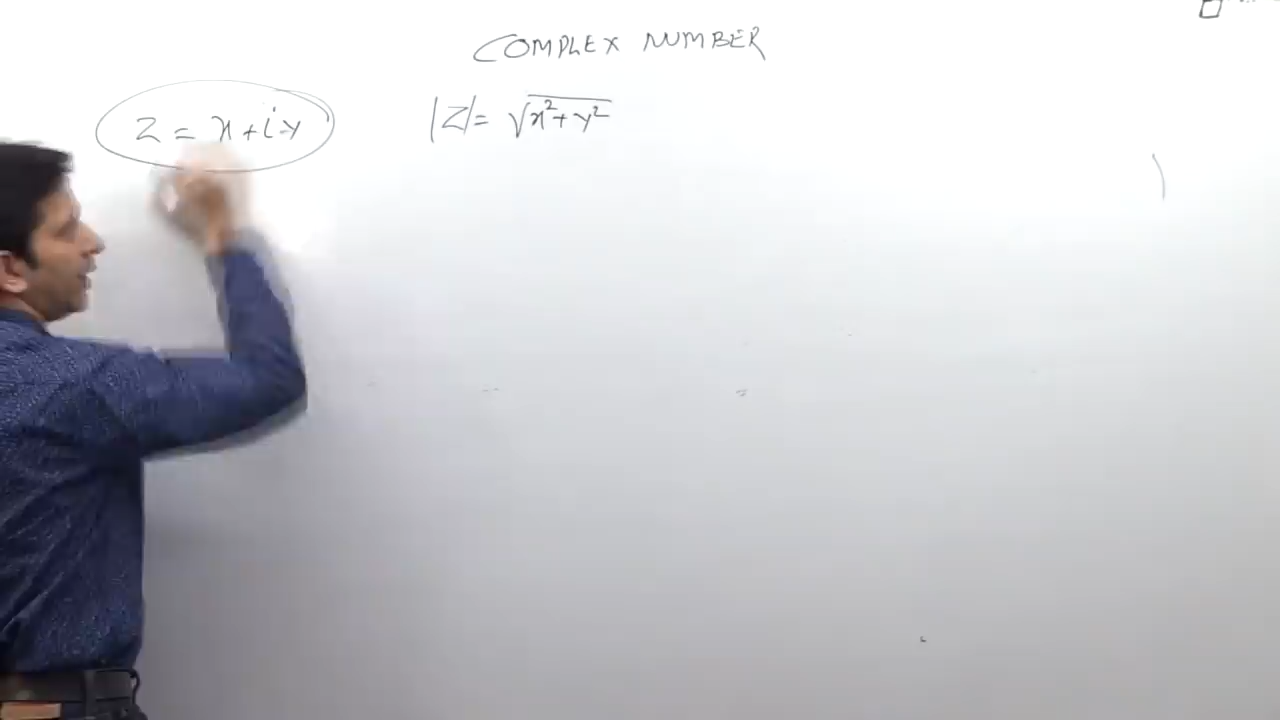 COMPLEX NUMBER
Z = x + iy |Z| = √x²+y²